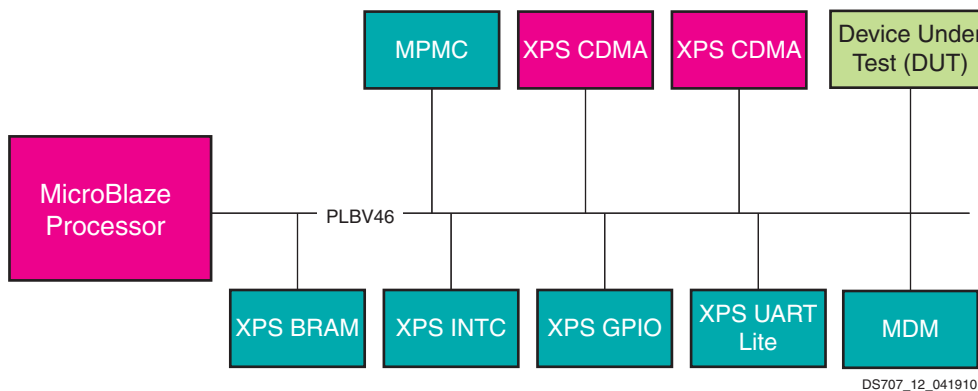 MPMC
XPS CDMA
XPS CDMA
Device Under
Test (DUT)
MicroBlaze
Processor
PLBV46
XPS BRAM
XPS INTC
XPS GPIO
XPS UART
Lite
MDM
DS707_12_041910